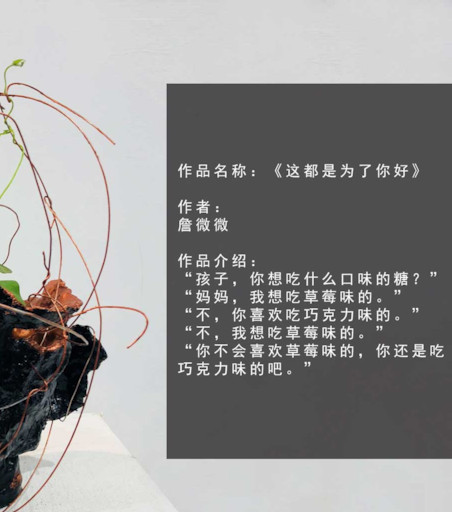 作品名称：《这都是为了你好》
作者：
詹微微
作品介绍：
“孩子，你想吃什么口味的糖？”
“妈妈，我想吃草莓味的。”
“不，你喜欢吃巧克力味的。”
“不，我想吃草莓味的。”
“你不会喜欢草莓味的，你还是吃
巧克力味的吧。”